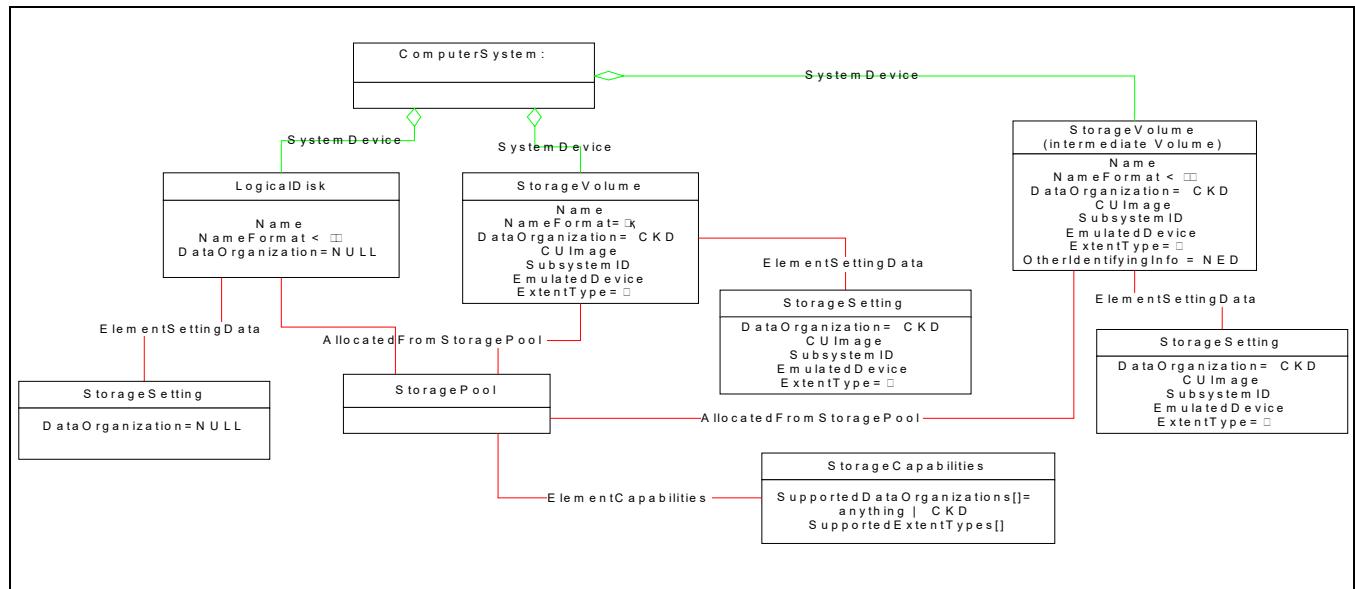 ComputerSystem:
SystemDevice
SystemDevice
SystemDevice
StorageVolume
(intermediate Volume)
Name
NameFormat <
DataOrganization= CKD
CUImage
SubsystemID
EmulatedDevice
ExtentType=
OtherIdentifyingInfo = NED
LogicalDisk
Name
NameFormat <
DataOrganization=NULL
StorageVolume
Name
NameFormat=
DataOrganization= CKD
CUImage
SubsystemID
EmulatedDevice
ExtentType=
ElementSettingData
StorageSetting
DataOrganization= CKD
CUImage
SubsystemID
EmulatedDevice
ExtentType=
ElementSettingData
StorageSetting
DataOrganization= CKD
CUImage
SubsystemID
EmulatedDevice
ExtentType=
ElementSettingData
AllocatedFromStoragePool
StorageSetting
DataOrganization=NULL
StoragePool
AllocatedFromStoragePool
ElementCapabilities
StorageCapabilities
SupportedDataOrganizations[]=
anything | CKD
SupportedExtentTypes[]